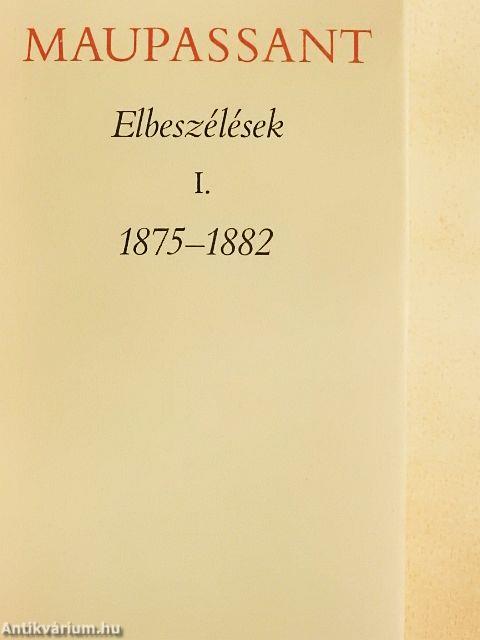 MAUPASSANT
Elbeszélések
I.
1875–1882
Antikvárium.hu